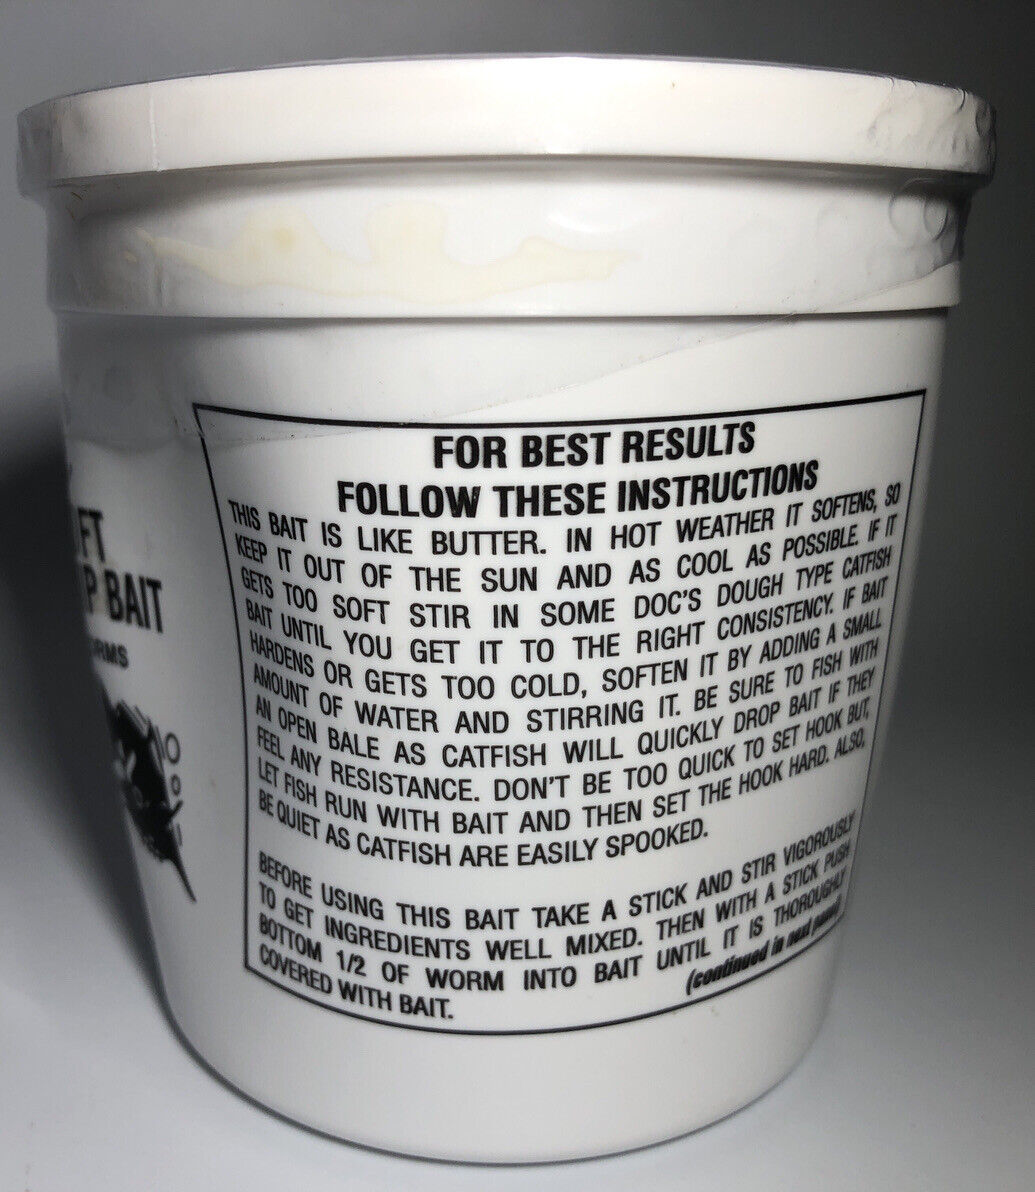 FT
P BAIT
RMS
FOR BEST RESULTS
FOLLOW THESE INSTRUCTIONS
THIS BAIT IS LIKE BUTTER. IN HOT WEATHER IT SOFTENS, SO
KEEP IT OUT OF THE SUN AND AS COOL AS POSSIBLE. IF IT
GETS TOO SOFT STIR IN SOME DOC'S DOUGH TYPE CATFISH
BAIT UNTIL YOU GET IT TO THE RIGHT CONSISTENCY. IF BAIT
HARDENS OR GETS TOO COLD, SOFTEN IT BY ADDING A SMALL
AMOUNT OF WATER AND STIRRING IT. BE SURE TO FISH WITH
AN OPEN BALE AS CATFISH WILL QUICKLY DROP BAIT IF THEY
FEEL ANY RESISTANCE. DON'T BE TOO QUICK TO SET HOOK BUT,
LET FISH RUN WITH BAIT AND THEN SET THE HOOK HARD. ALSO,
BE QUIET AS CATFISH ARE EASILY SPOOKED.
BEFORE USING THIS BAIT TAKE A STICK AND STIR VIGOROUSLY
TO GET INGREDIENTS WELL MIXED. THEN WITH A STICK PUSH
BOTTOM 1/2 OF WORM INTO BAIT UNTIL IT IS THOROUGHLY
COVERED WITH BAIT.
(continued in next panel)